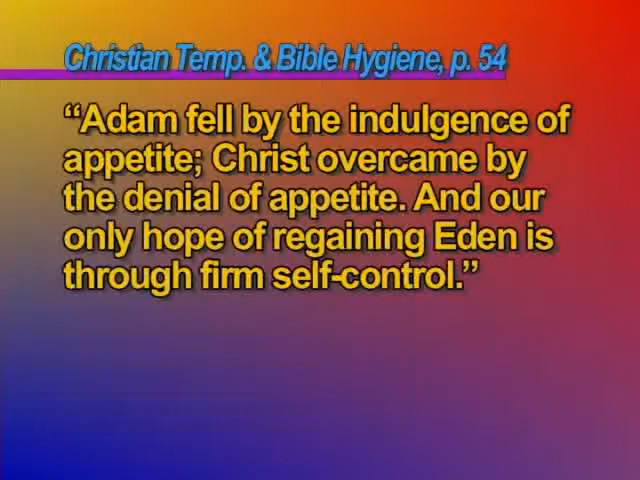 Christian Temp. & Bible Hygiene, p. 54
“Adam fell by the indulgence of
appetite; Christ overcame by
the denial of appetite. And our
only hope of regaining Eden is
through firm self-control.”